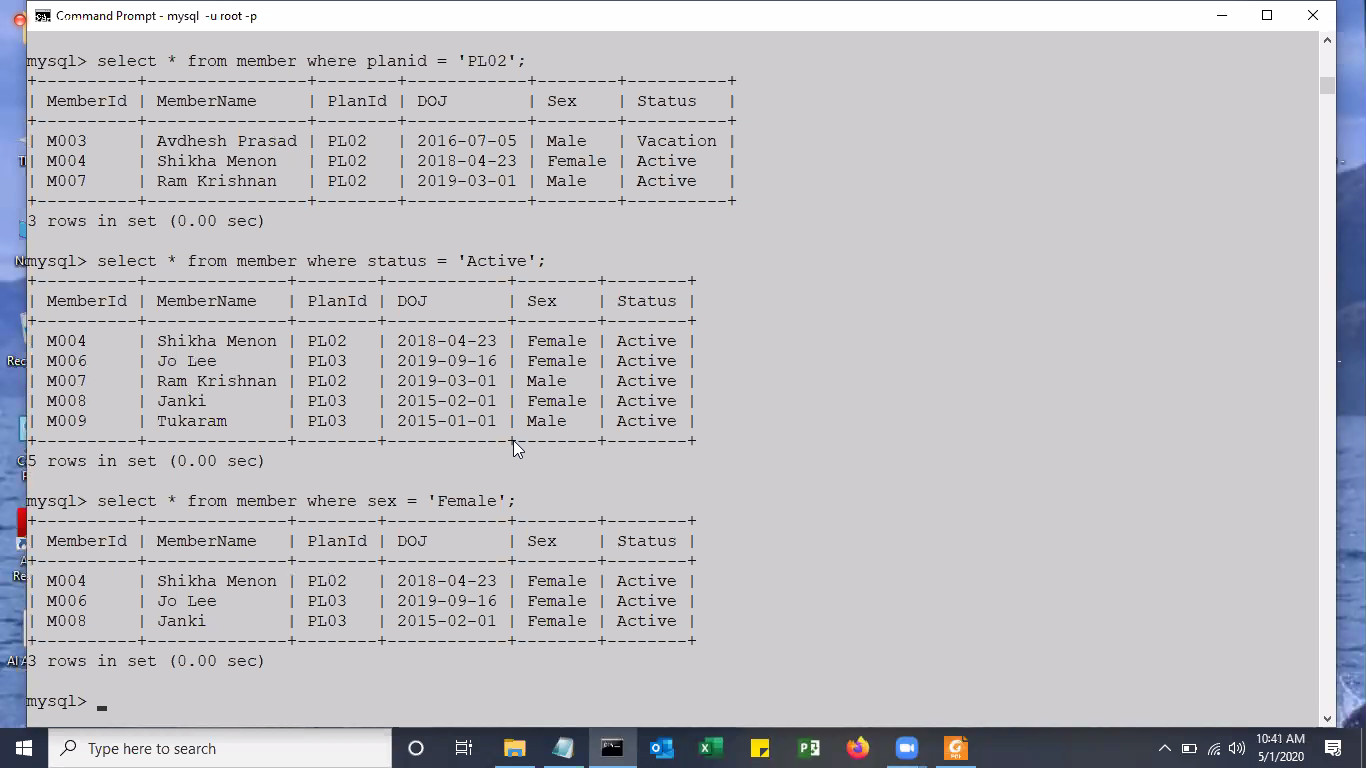 Command Prompt - mysql -u root -p
mysql> select * from member where planid = 'PL02';
+----------+----------------+--------+------------+--------+----------+
| MemberId | MemberName     | PlanId | DOJ        | Sex    | Status   |
+----------+----------------+--------+------------+--------+----------+
| M003     | Avdhesh Prasad | PL02   | 2016-07-05 | Male   | Vacation |
| M004     | Shikha Menon   | PL02   | 2018-04-23 | Female | Active   |
| M007     | Ram Krishnan   | PL02   | 2019-03-01 | Male   | Active   |
+----------+----------------+--------+------------+--------+----------+
3 rows in set (0.00 sec)
mysql> select * from member where status = 'Active';
+----------+--------------+--------+------------+--------+--------+
| MemberId | MemberName   | PlanId | DOJ        | Sex    | Status |
+----------+--------------+--------+------------+--------+--------+
| M004     | Shikha Menon | PL02   | 2018-04-23 | Female | Active |
| M006     | Jo Lee       | PL03   | 2019-09-16 | Female | Active |
| M007     | Ram Krishnan | PL02   | 2019-03-01 | Male   | Active |
| M008     | Janki        | PL03   | 2015-02-01 | Female | Active |
| M009     | Tukaram      | PL03   | 2015-01-01 | Male   | Active |
+----------+--------------+--------+------------+--------+--------+
5 rows in set (0.00 sec)
mysql> select * from member where sex = 'Female';
+----------+--------------+--------+------------+--------+--------+
| MemberId | MemberName   | PlanId | DOJ        | Sex    | Status |
+----------+--------------+--------+------------+--------+--------+
| M004     | Shikha Menon | PL02   | 2018-04-23 | Female | Active |
| M006     | Jo Lee       | PL03   | 2019-09-16 | Female | Active |
| M008     | Janki        | PL03   | 2015-02-01 | Female | Active |
+----------+--------------+--------+------------+--------+--------+
3 rows in set (0.00 sec)
mysql> _
Type here to search
10:41 AM
5/1/2020